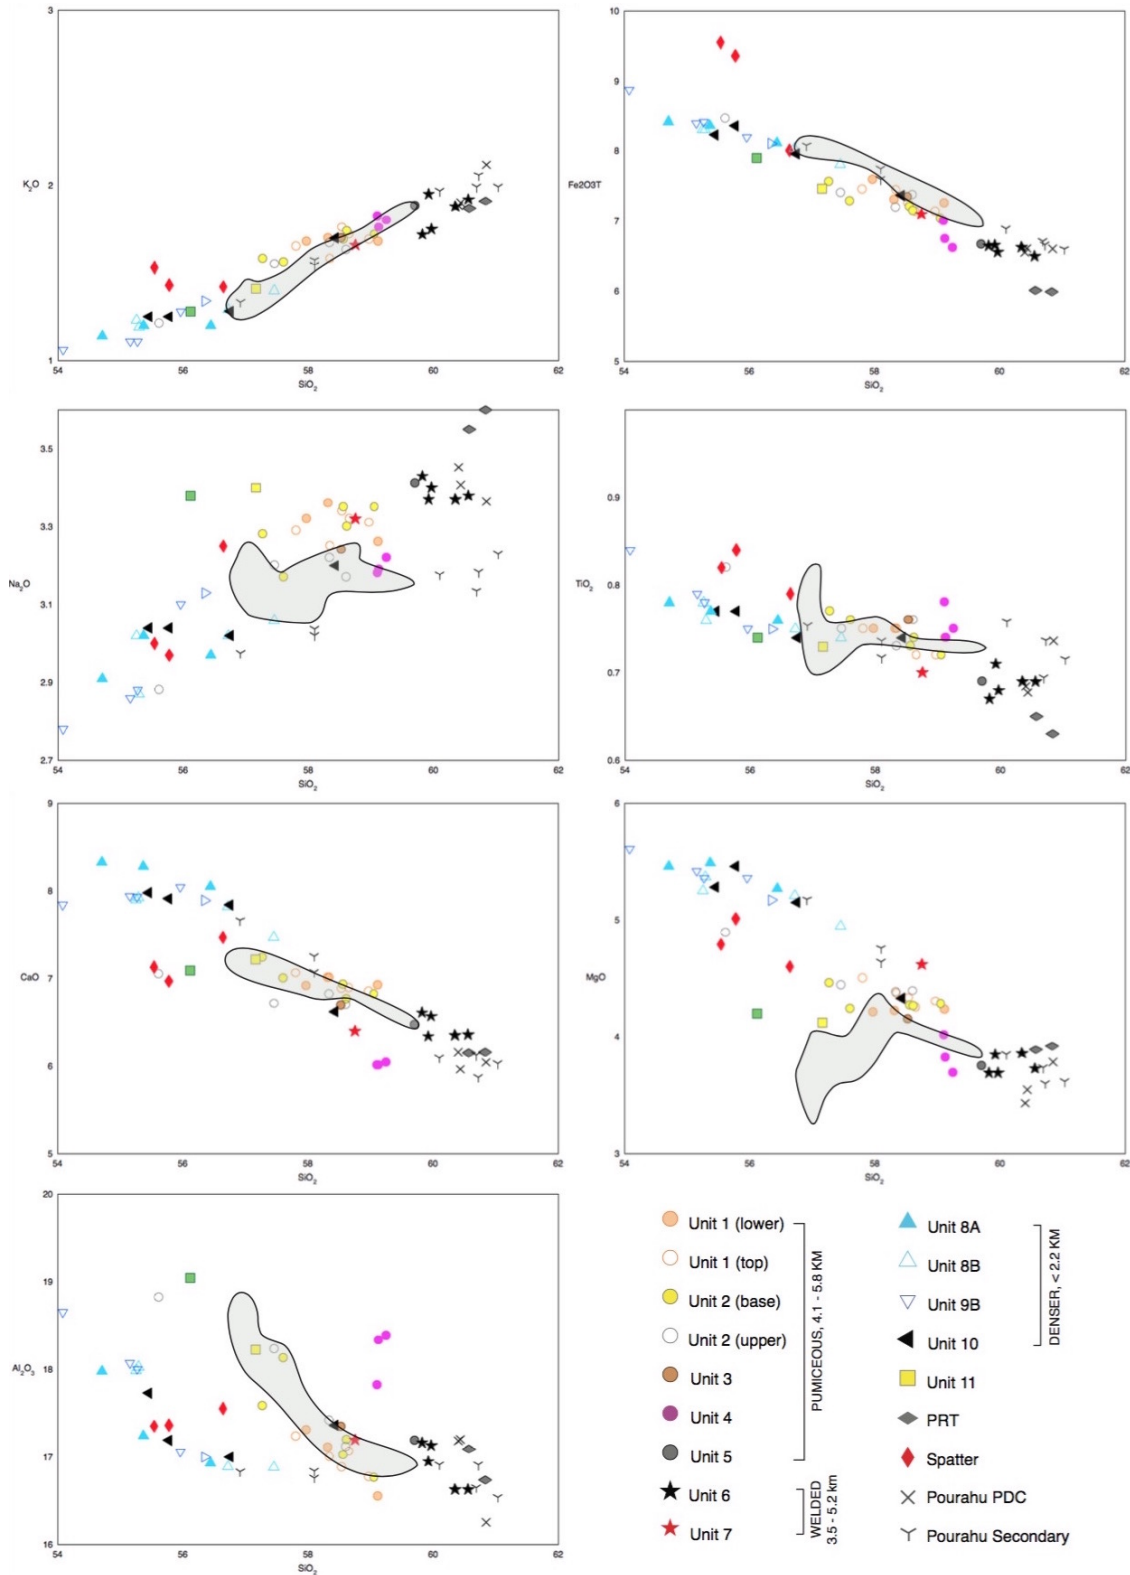 3
2
K2O
1
54
56
58
60
62
SiO2
10
9
8
Fe2O3T
7
6
5
54
56
58
60
62
SiO2
3.5
3.3
Na2O
3.1
2.9
2.7
54
56
58
60
62
SiO2
0.9
0.8
TiO2
0.7
0.6
54
56
58
60
62
SiO2
9
8
7
CaO
6
5
54
56
58
60
62
SiO2
6
5
MgO
4
3
54
56
58
60
62
SiO2
20
19
18
Al2O3
17
16
54
56
58
60
62
SiO2
Unit 1 (lower)
Unit 1 (top)
Unit 2 (base)
Unit 2 (upper)
Unit 3
Unit 4
Unit 5
PUMICEOUS, 4.1 - 5.8 KM
Unit 6
Unit 7
WELDED
3.5 - 5.2 km
Unit 8A
Unit 8B
Unit 9B
Unit 10
DENSER, < 2.2 KM
Unit 11
PRT
Spatter
Pourahu PDC
Pourahu Secondary